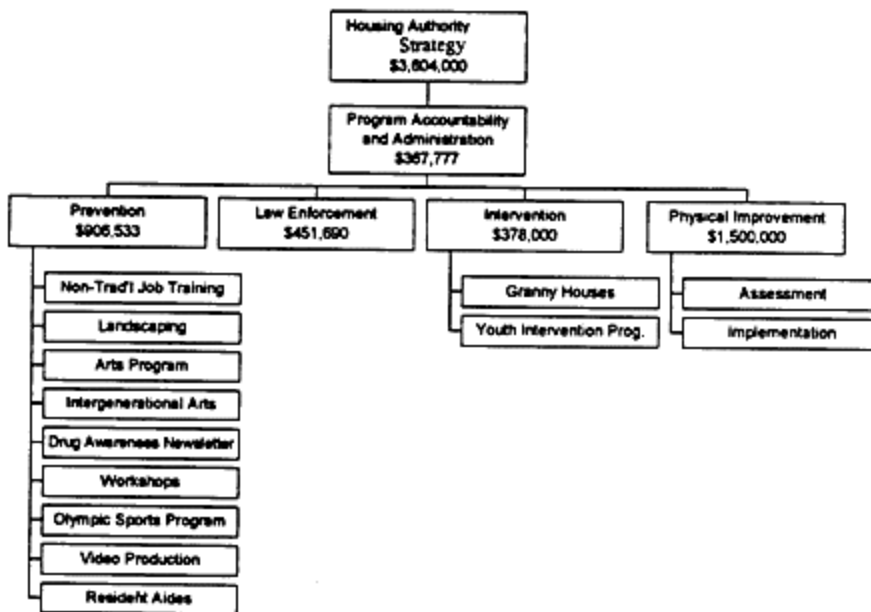 Housing Authority
Strategy
$3,604,000
Program Accountability
and Administration
$367,777
Prevention
$906,533
Law Enforcement
$451,690
Intervention
$378,000
Physical Improvement
$1,500,000
Non-Trad'l Job Training
Landscaping
Arts Program
Intergenerational Arts
Drug Awareness Newsletter
Workshops
Olympic Sports Program
Video Production
Resident Aides
Granny Houses
Youth Intervention Prog.
Assessment
Implementation